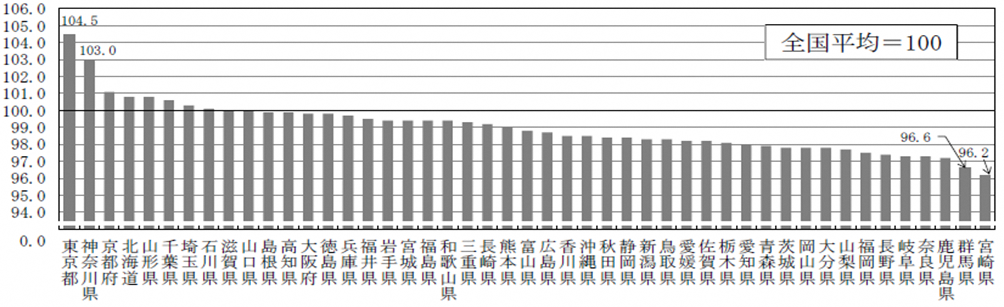 106.0
105.0
104.0
103.0
102.0
101.0
100.0
99.0
98.0
97.0
96.0
95.0
94.0
0.0
104.5
103.0
全国平均＝100
96.6
96.2
東京都
神奈川県
京都府
北海道
山形県
千葉県
埼玉県
石川県
滋賀県
山口県
島根県
高知県
大阪府
徳島県
兵庫県
福井県
岩手県
宮城県
福島県
和歌山県
三重県
長崎県
熊本県
富山県
広島県
香川県
沖縄県
秋田県
静岡県
新潟県
鳥取県
愛媛県
佐賀県
栃木県
愛知県
青森県
茨城県
岡山県
大分県
山梨県
福岡県
長野県
岐阜県
奈良県
鹿児島県
群馬県
宮崎県